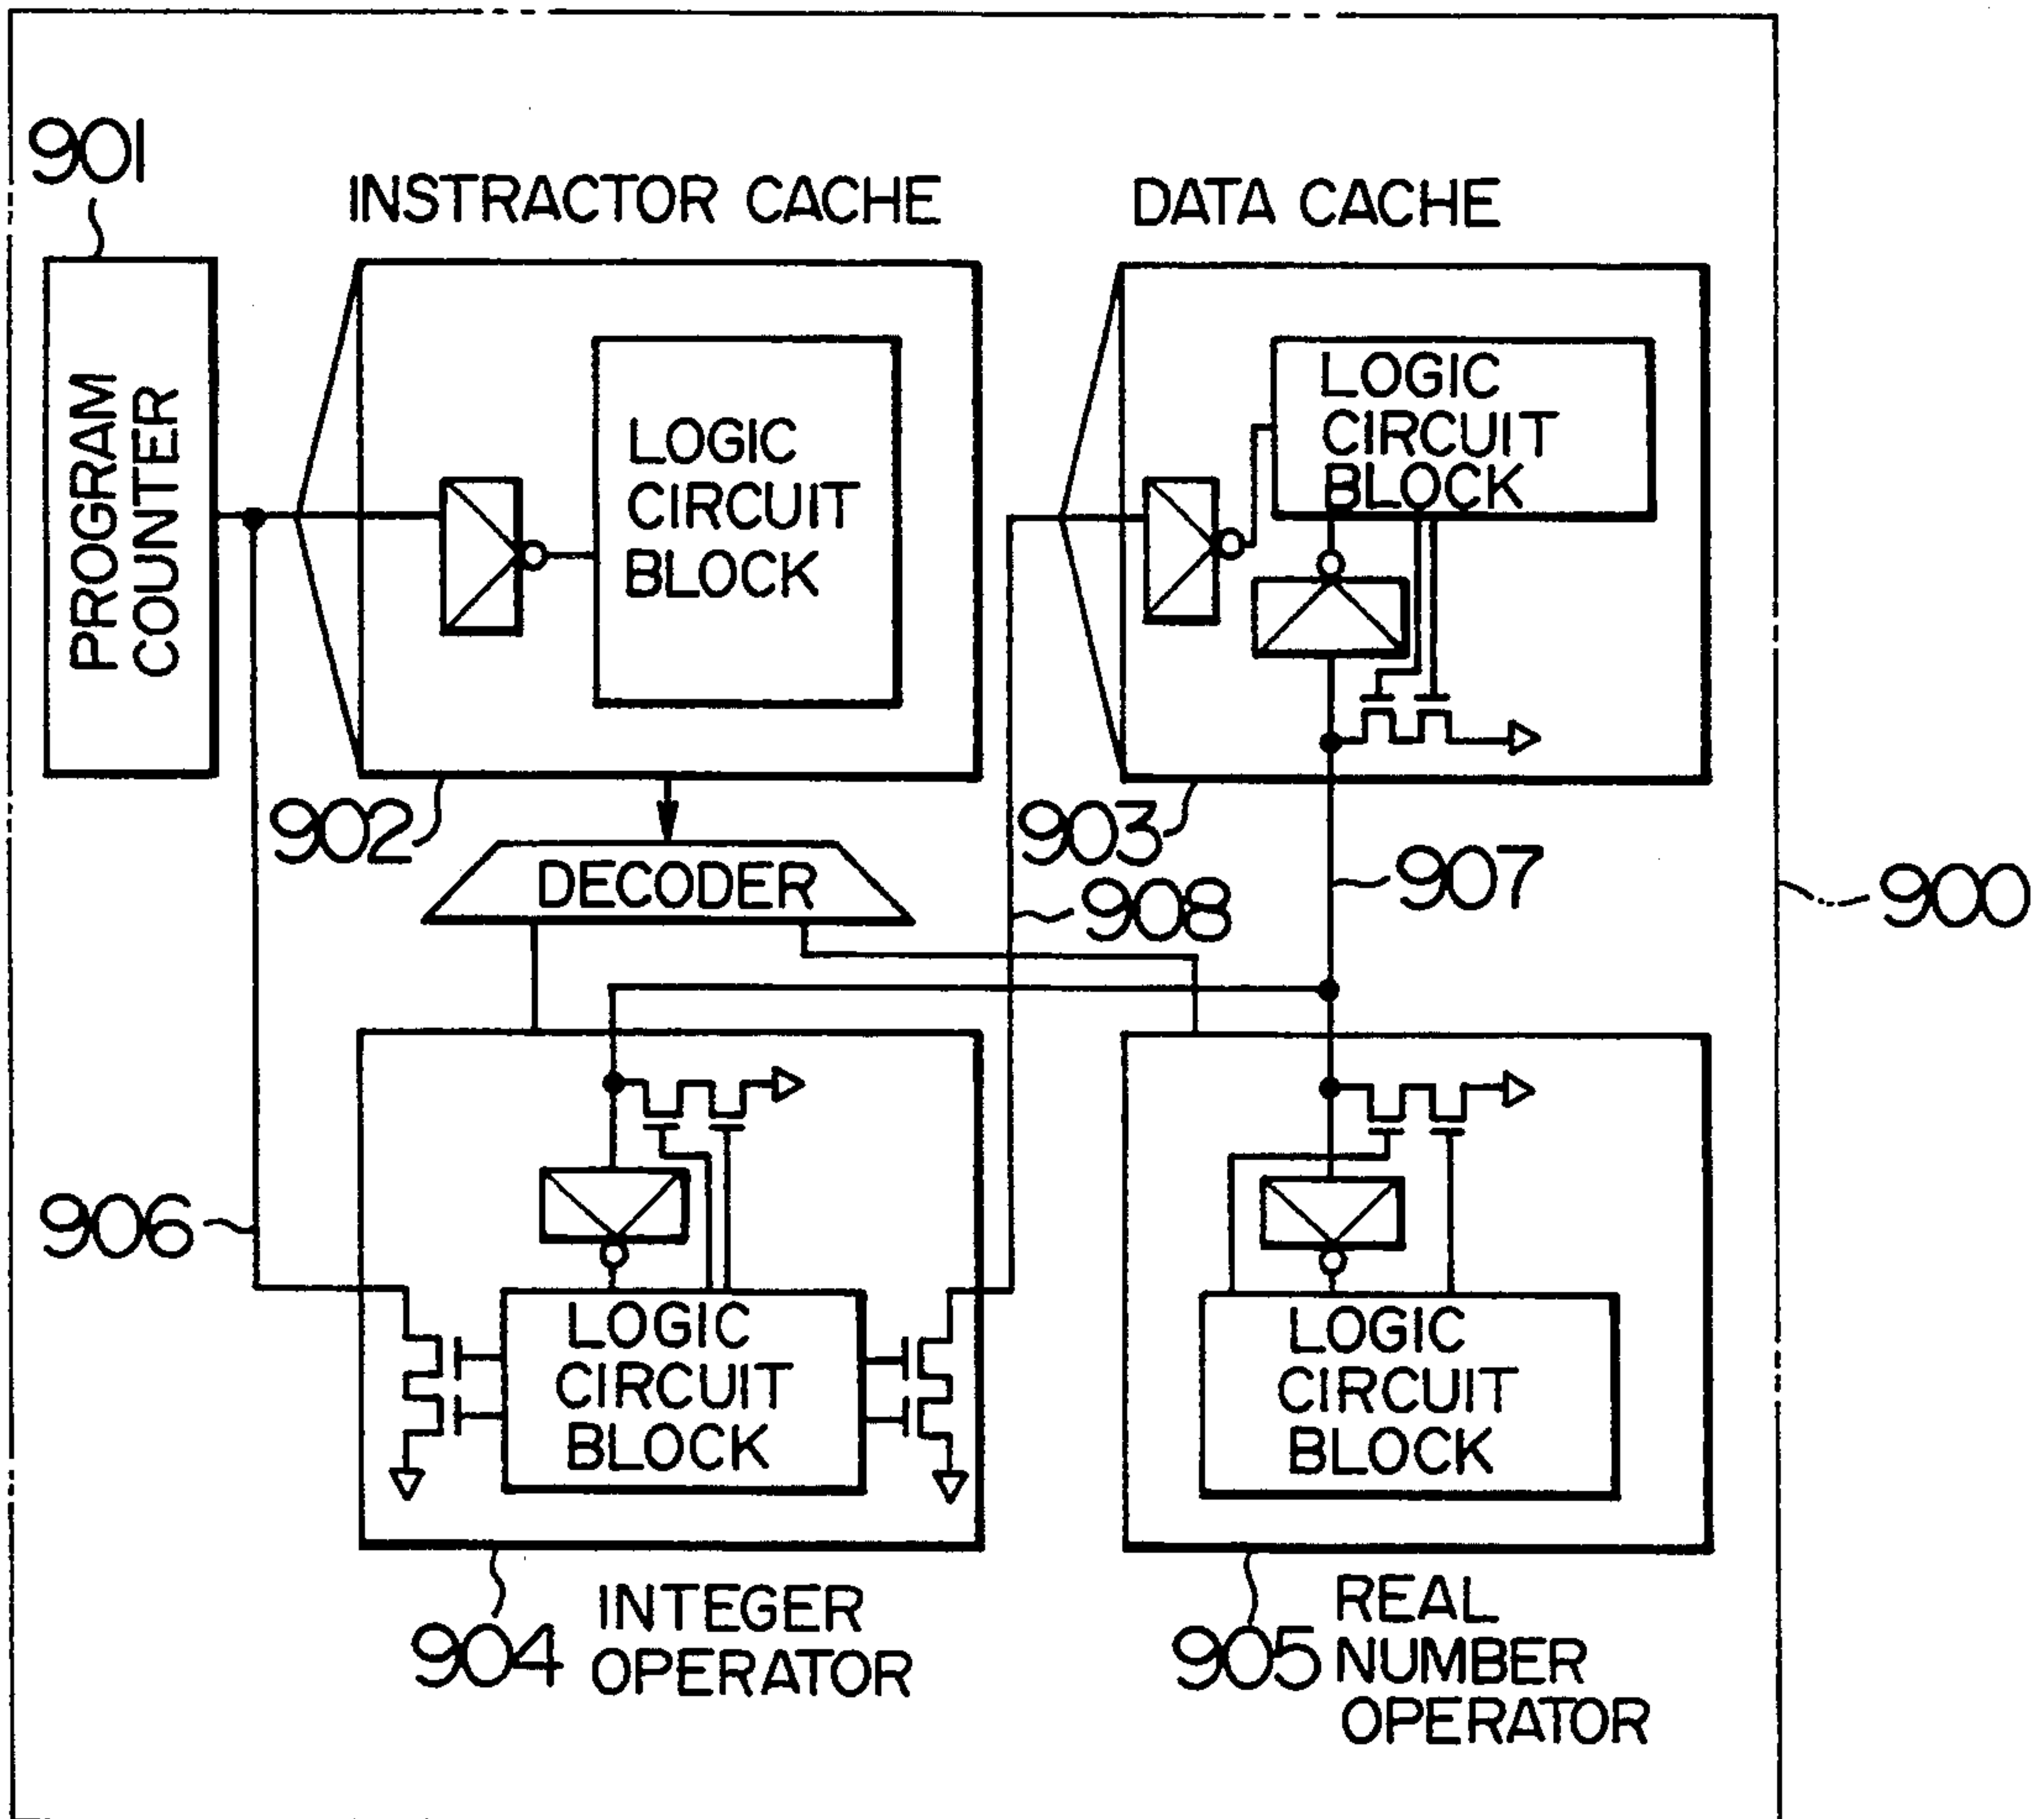 901
INSTRACTOR CACHE
DATA CACHE
PROGRAM
COUNTER
LOGIC
CIRCUIT
BLOCK
LOGIC
CIRCUIT
BLOCK
902
903
DECODER
908
907
900
906
LOGIC
CIRCUIT
BLOCK
LOGIC
CIRCUIT
BLOCK
904
INTEGER
OPERATOR
905
REAL
NUMBER
OPERATOR